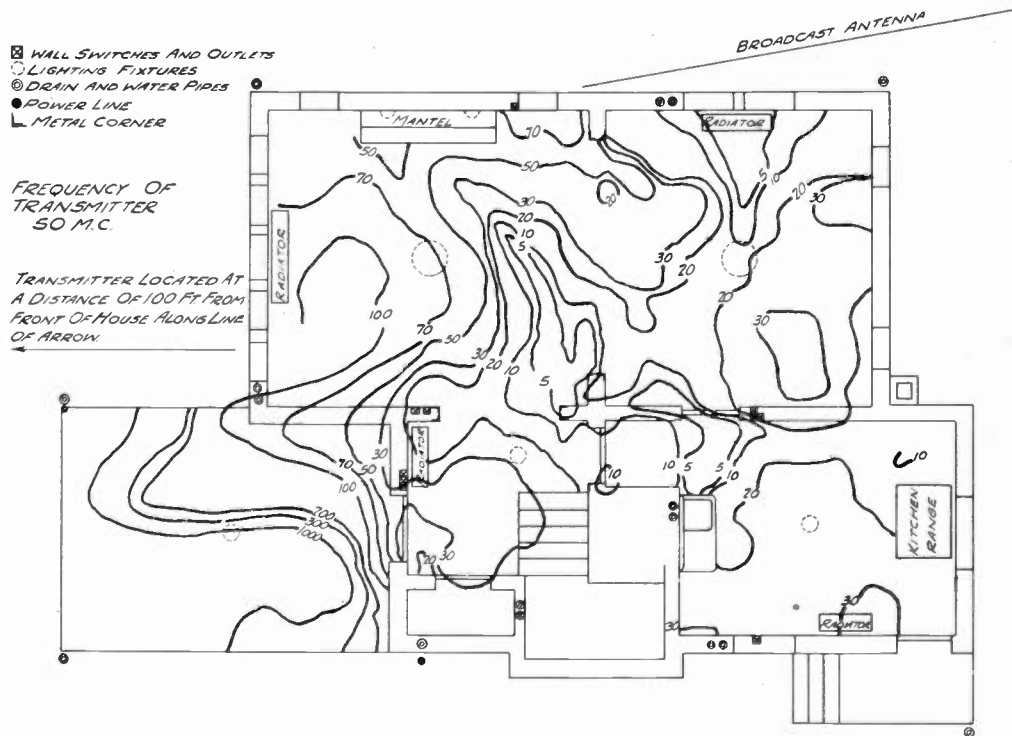 BROADCAST ANTENNA
WALL SWITCHES AND OUTLETS
LIGHTING FIXTURES
DRAIN AND WATER PIPES
POWER LINE
METAL CORNER
FREQUENCY OF
TRANSMITTER
50 M.C.
TRANSMITTER LOCATED AT
A DISTANCE OF 100 FT. FROM
FRONT OF HOUSE ALONG LINE
OF ARROW.
MANTEL
RADIATOR
70
50
50
70
5
10
20
30
30
20
20
10
5
RADIATOR
30
20
20
30
100
70
50
30
20
10
5
30
RADIATOR
70
50
100
30
10
10
5
5
10
20
10
KITCHEN
RANGE
200
300
1000
20
30
30
30
RADIATOR